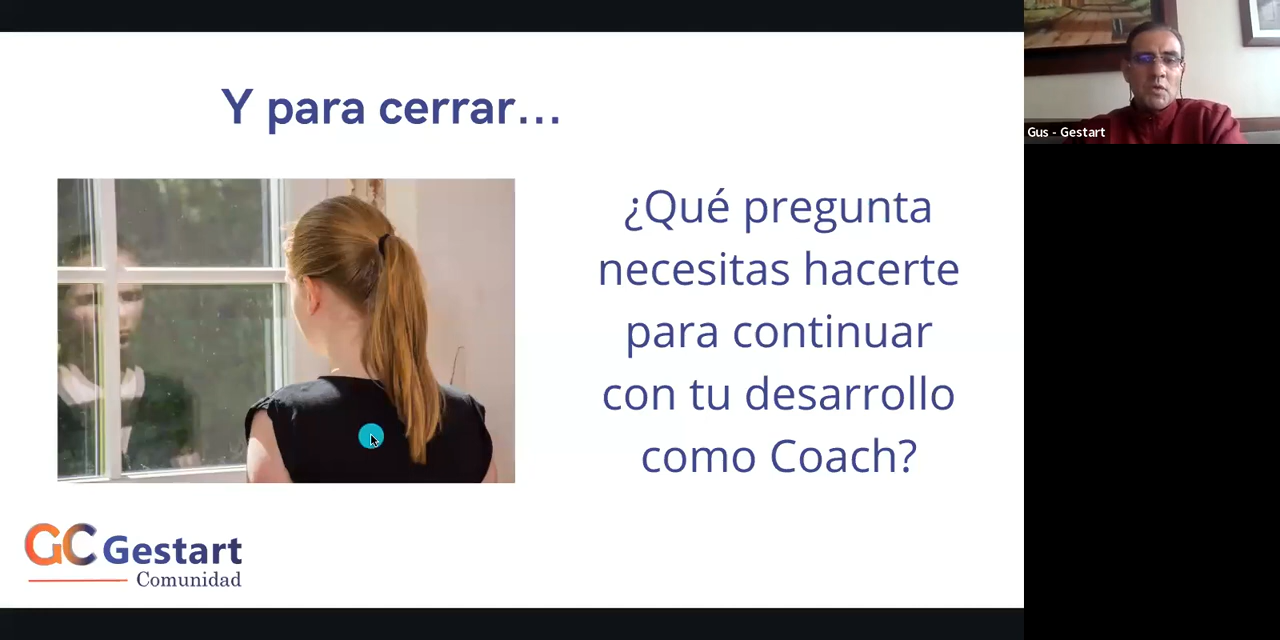 Y para cerrar...
¿Qué pregunta
necesitas hacerte
para continuar
con tu desarrollo
como Coach?
GC Gestart
Comunidad
Gus - Gestart